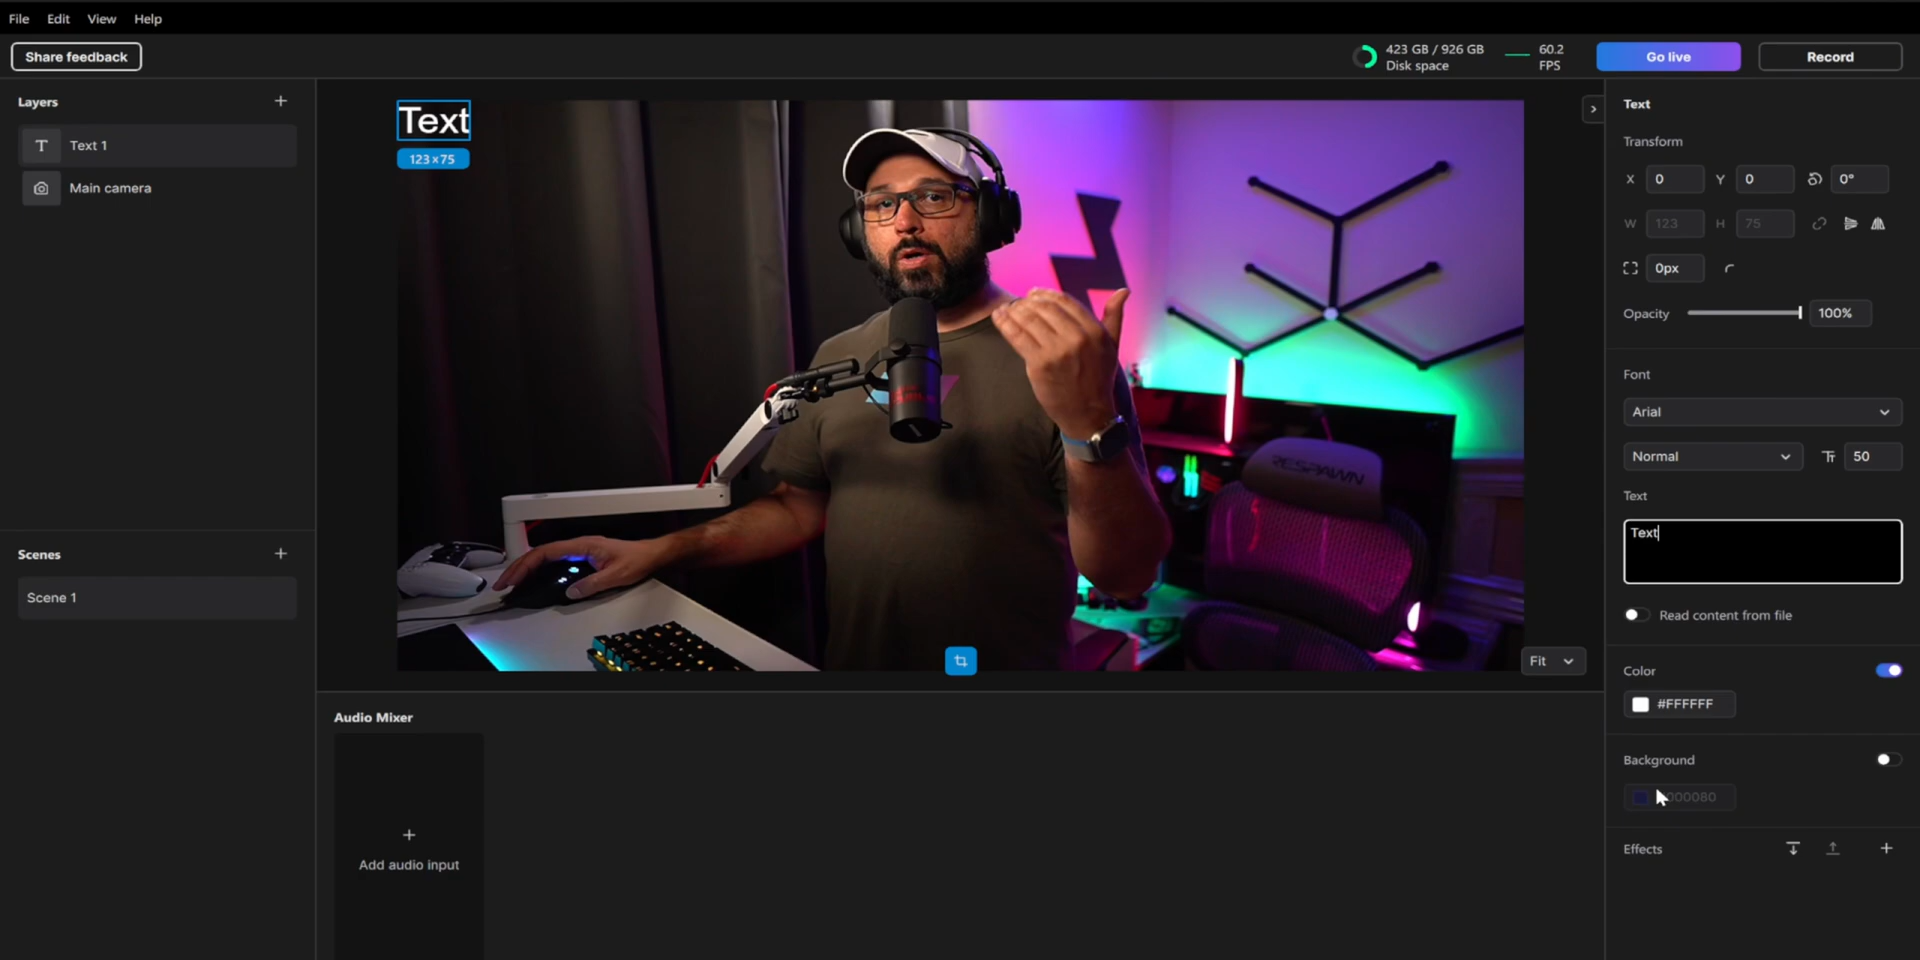 File Edit View Help
Share feedback
423 GB / 926 GB
Disk space
60.2
FPS
Go live
Record
Layers
Text 1
Main camera
Scenes
Scene 1
Text
123×75
RESPAWN
Fit
Audio Mixer
Add audio input
Text
Transform
X 0 Y 0 0°
W 123 H 75
0px
Opacity 100%
Font
Arial
Normal 50
Text
Text
Read content from file
Color
#FFFFFF
Background
000080
Effects